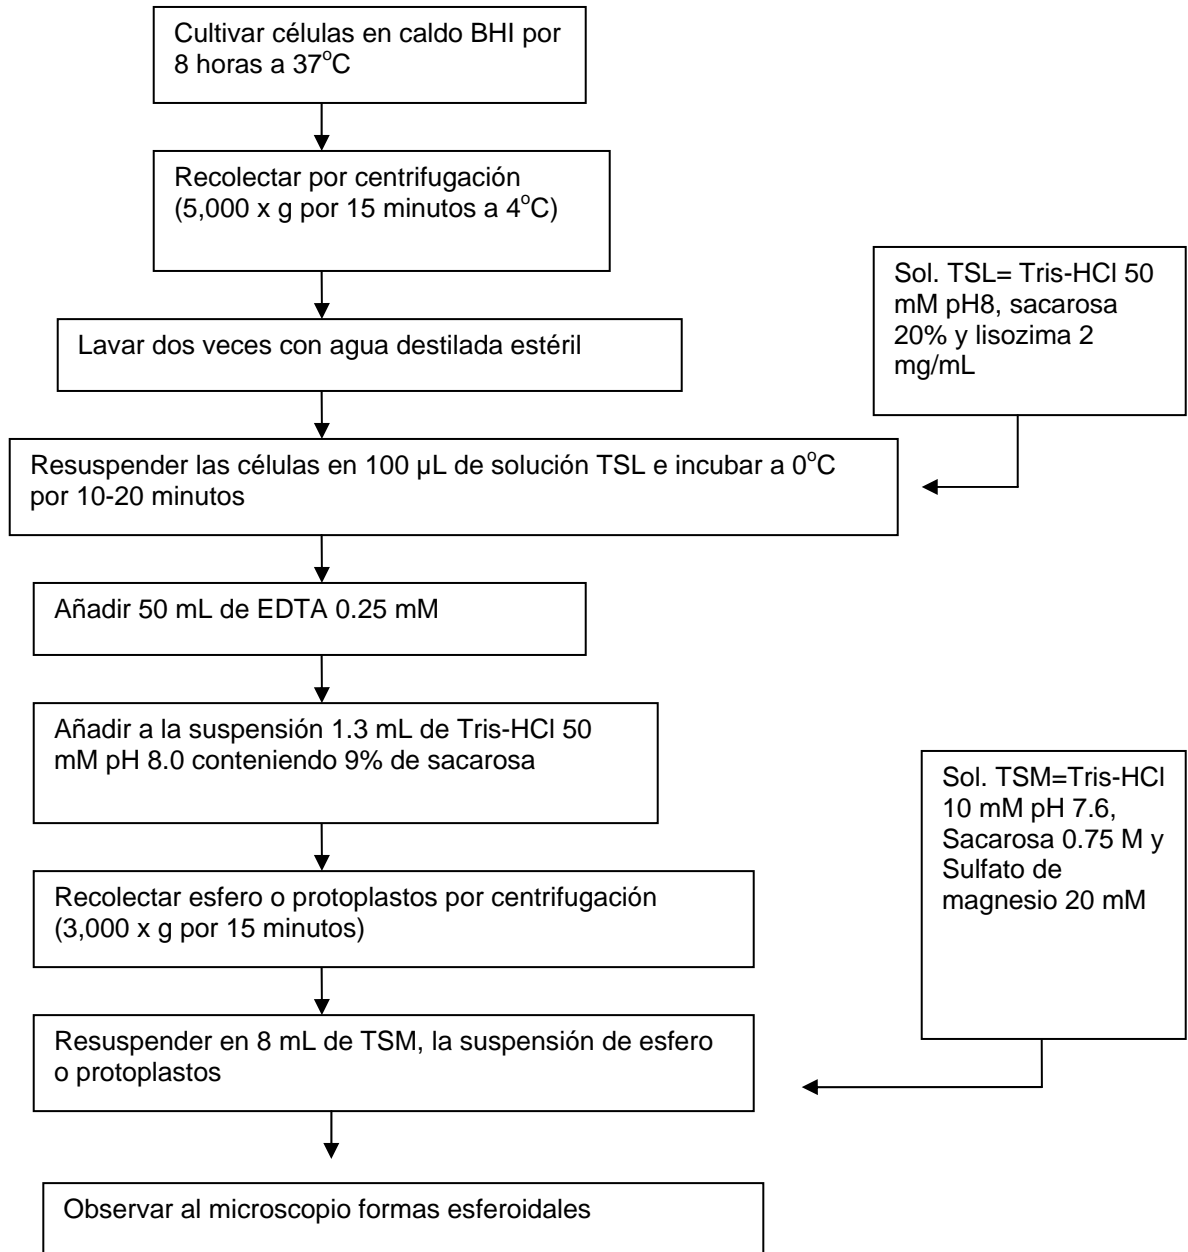 Cultivar células en caldo BHI por
8 horas a 37°C
Recolectar por centrifugación
(5,000 x g por 15 minutos a 4°C)
Lavar dos veces con agua destilada estéril
Sol. TSL= Tris-HCl 50
mM pH8, sacarosa
20% y lisozima 2
mg/mL
Resuspender las células en 100 µL de solución TSL e incubar a 0°C
por 10-20 minutos
Añadir 50 mL de EDTA 0.25 mM
Añadir a la suspensión 1.3 mL de Tris-HCl 50
mM pH 8.0 conteniendo 9% de sacarosa
Sol. TSM=Tris-HCl
10 mM pH 7.6,
Sacarosa 0.75 M y
Sulfato de
magnesio 20 mM
Recolectar esfero o protoplastos por centrifugación
(3,000 x g por 15 minutos)
Resuspender en 8 mL de TSM, la suspensión de esfero
o protoplastos
Observar al microscopio formas esferoidales